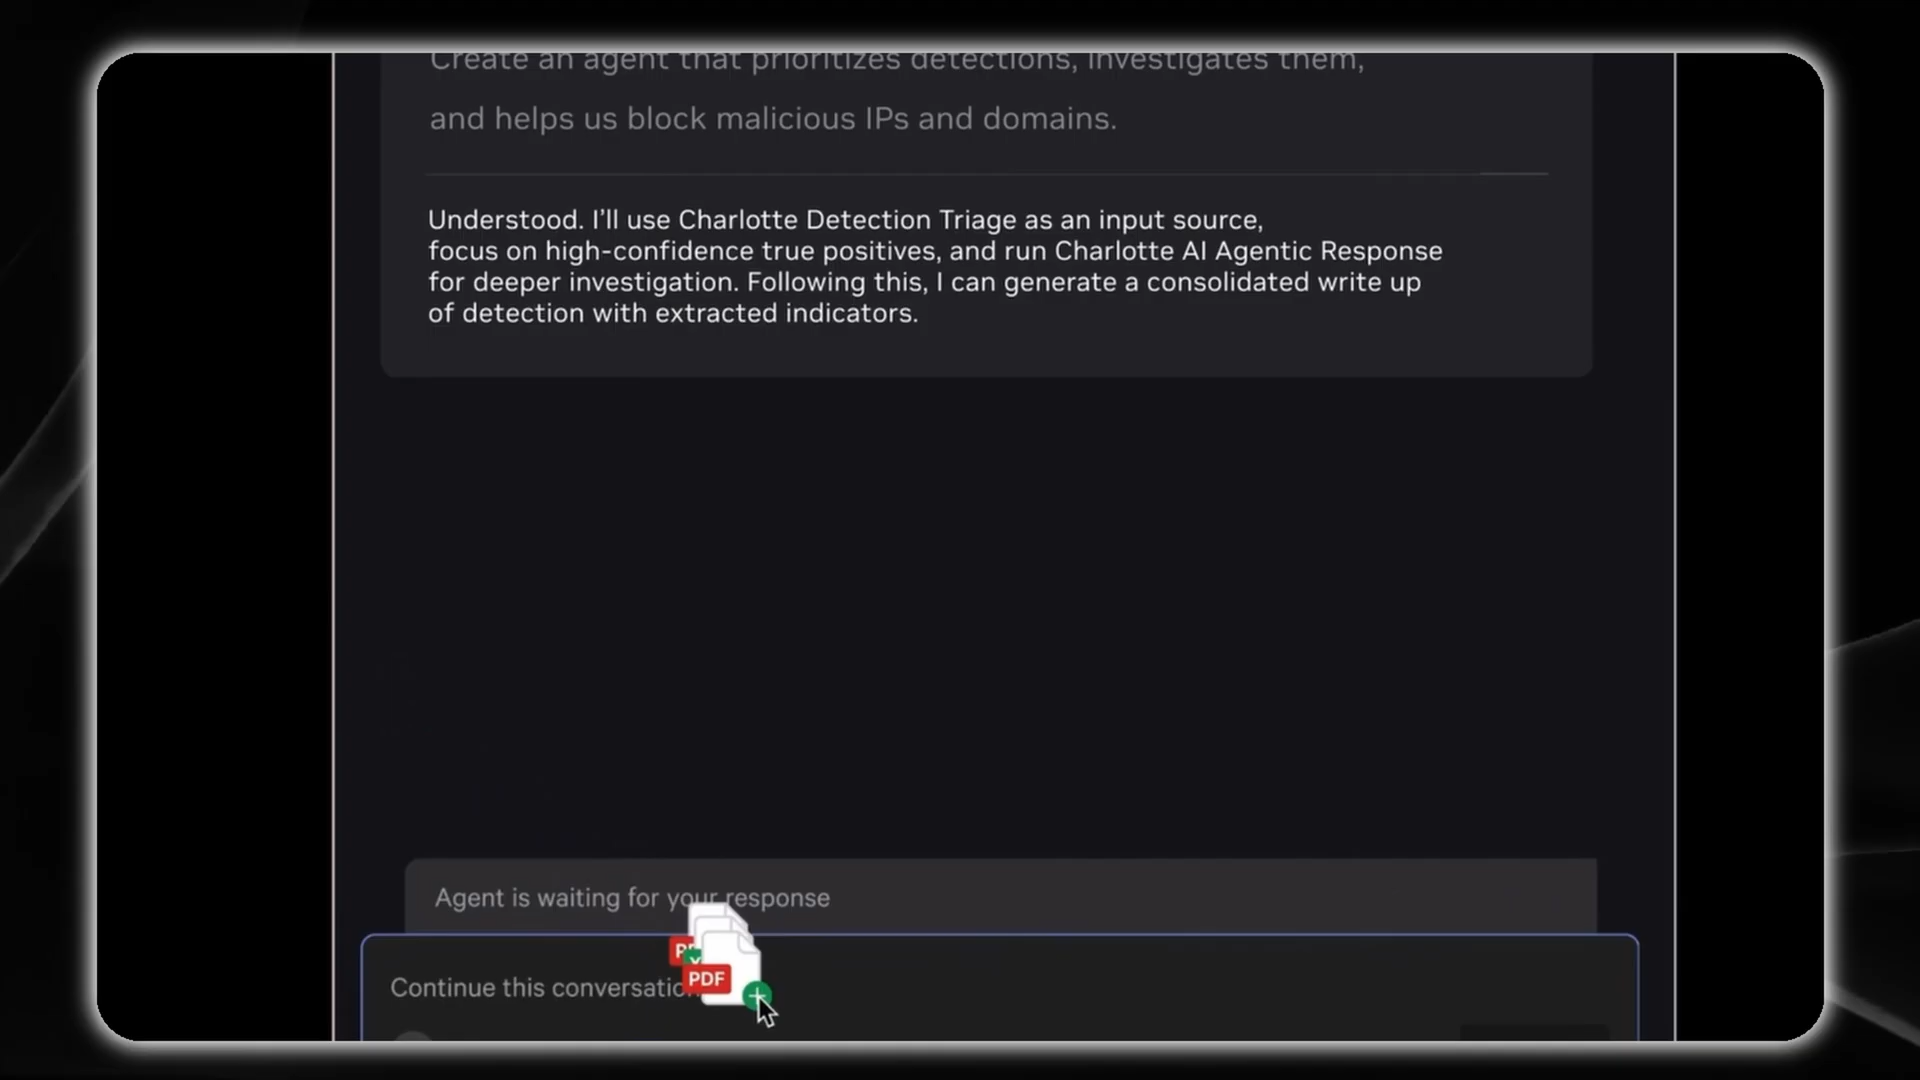 Create an agent that prioritizes detections, investigates them,
and helps us block malicious IPs and domains.
Understood. I’ll use Charlotte Detection Triage as an input source,
focus on high-confidence true positives, and run Charlotte AI Agentic Response
for deeper investigation. Following this, I can generate a consolidated write up
of detection with extracted indicators.
Agent is waiting for your response
Continue this conversation
PDF